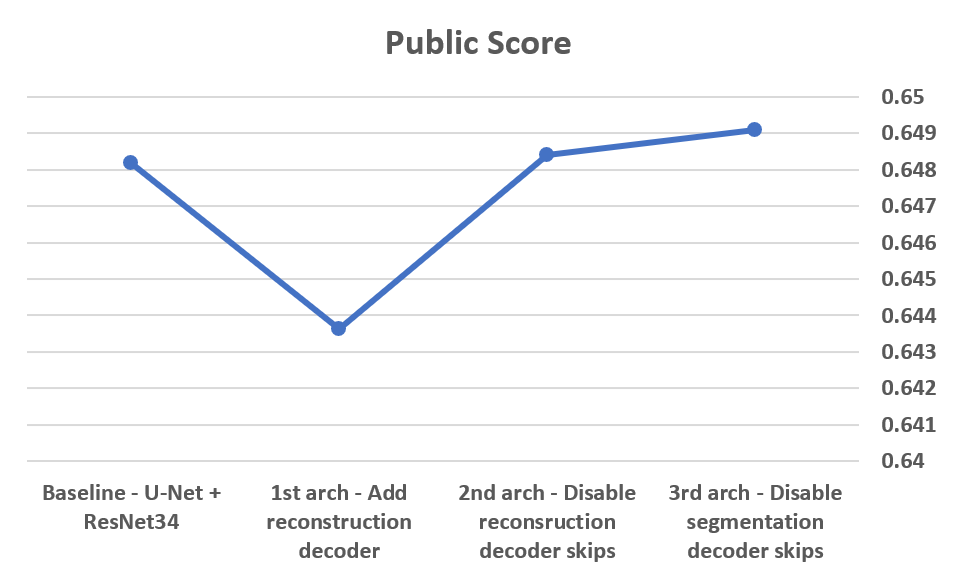 Public Score
0.65
0.649
0.648
0.647
0.646
0.645
0.644
0.643
0.642
0.641
0.64
Baseline - U-Net +
ResNet34
1st arch - Add
reconstruction
decoder
2nd arch - Disable
reconsruction
decoder skips
3rd arch - Disable
segmentation
decoder skips